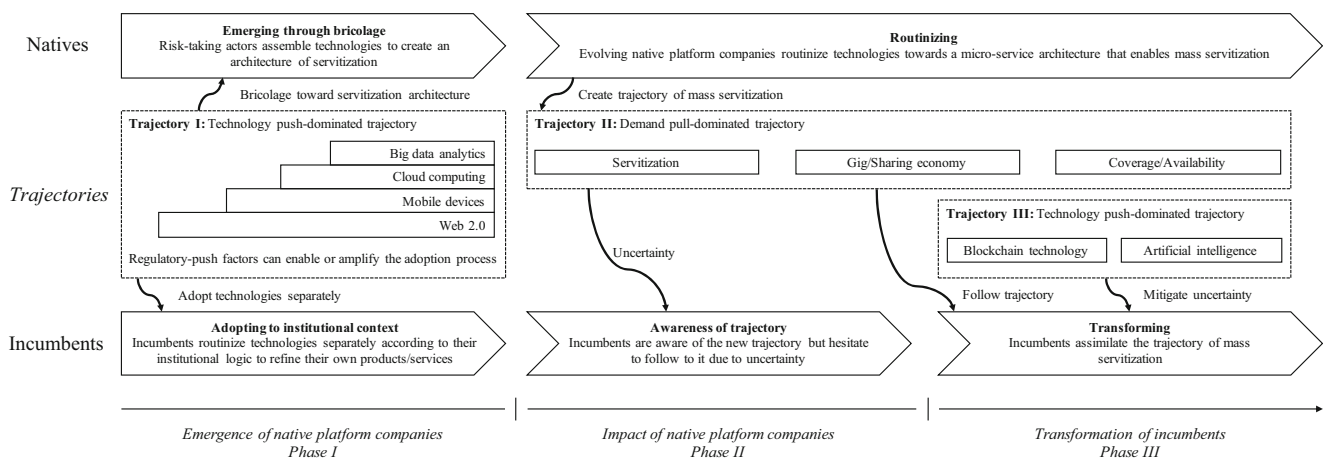 Natives
Emerging through bricolage
Risk-taking actors assemble technologies to create an
architecture of servitization
Routinizing
Evolving native platform companies routinize technologies towards a micro-service architecture that enables mass servitization
Bricolage toward servitization architecture
Create trajectory of mass servitization
Trajectories
Trajectory I: Technology push-dominated trajectory
Big data analytics
Cloud computing
Mobile devices
Web 2.0
Regulatory-push factors can enable or amplify the adoption process
Trajectory II: Demand pull-dominated trajectory
Servitization
Gig/Sharing economy
Coverage/Availability
Trajectory III: Technology push-dominated trajectory
Blockchain technology
Artificial intelligence
Adopt technologies separately
Uncertainty
Follow trajectory
Mitigate uncertainty
Incumbents
Adopting to institutional context
Incumbents routinize technologies separately according to their
institutional logic to refine their own products/services
Awareness of trajectory
Incumbents are aware of the new trajectory but hesitate
to follow to it due to uncertainty
Transforming
Incumbents assimilate the trajectory of mass
servitization
Emergence of native platform companies
Phase I
Impact of native platform companies
Phase II
Transformation of incumbents
Phase III